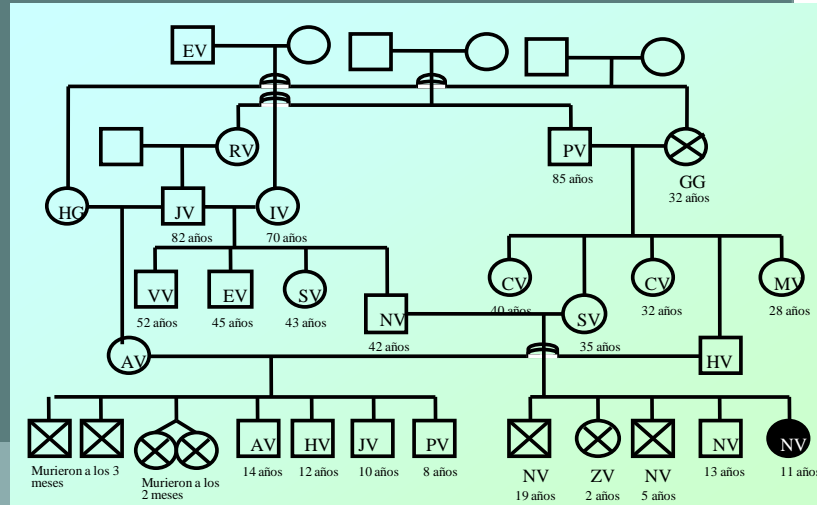 EV
RV
PV
85 años
GG
32 años
HG
JV
IV
82 años
70 años
CV
CV
MV
40 años
32 años
28 años
VV
EV
SV
NV
SV
52 años
45 años
43 años
42 años
35 años
AV
HV
AV
HV
JV
PV
NV
NV
Murieron a los 3
meses
Murieron a los
2 meses
14 años
12 años
10 años
8 años
NV
19 años
ZV
2 años
NV
5 años
13 años
11 años